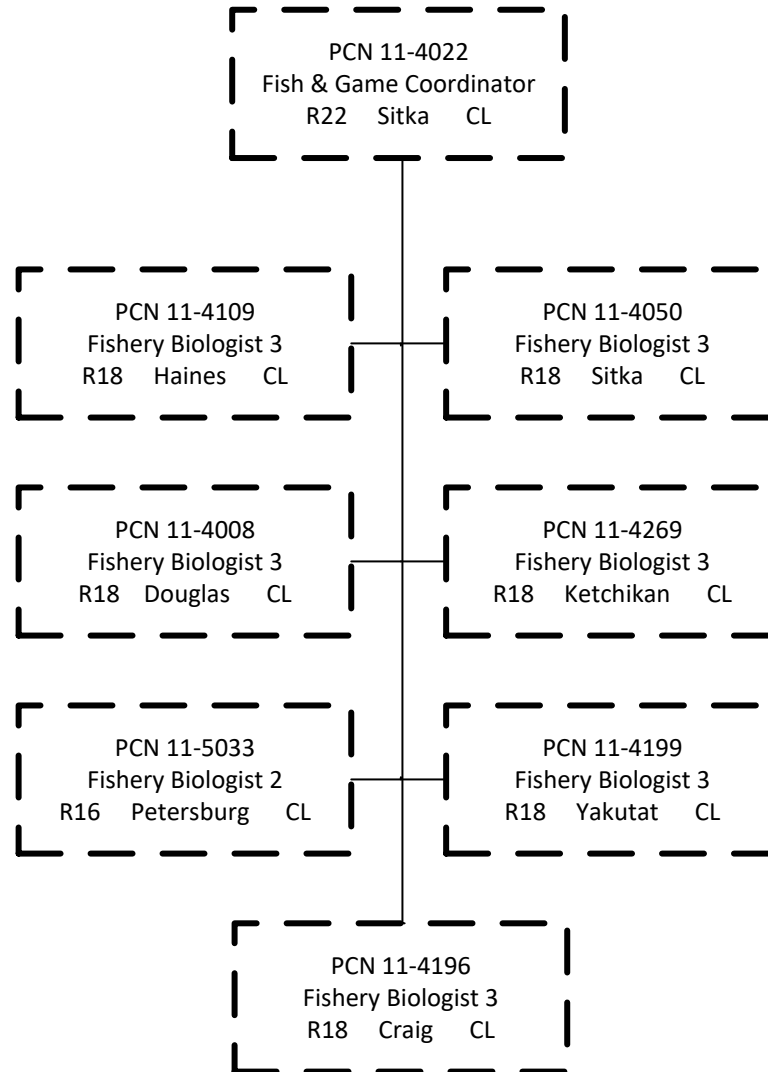 PCN 11-4022
Fish & Game Coordinator
R22 Sitka CL
PCN 11-4109
Fishery Biologist 3
R18 Haines CL
PCN 11-4050
Fishery Biologist 3
R18 Sitka CL
PCN 11-4008
Fishery Biologist 3
R18 Douglas CL
PCN 11-4269
Fishery Biologist 3
R18 Ketchikan CL
PCN 11-5033
Fishery Biologist 2
R16 Petersburg CL
PCN 11-4199
Fishery Biologist 3
R18 Yakutat CL
PCN 11-4196
Fishery Biologist 3
R18 Craig CL